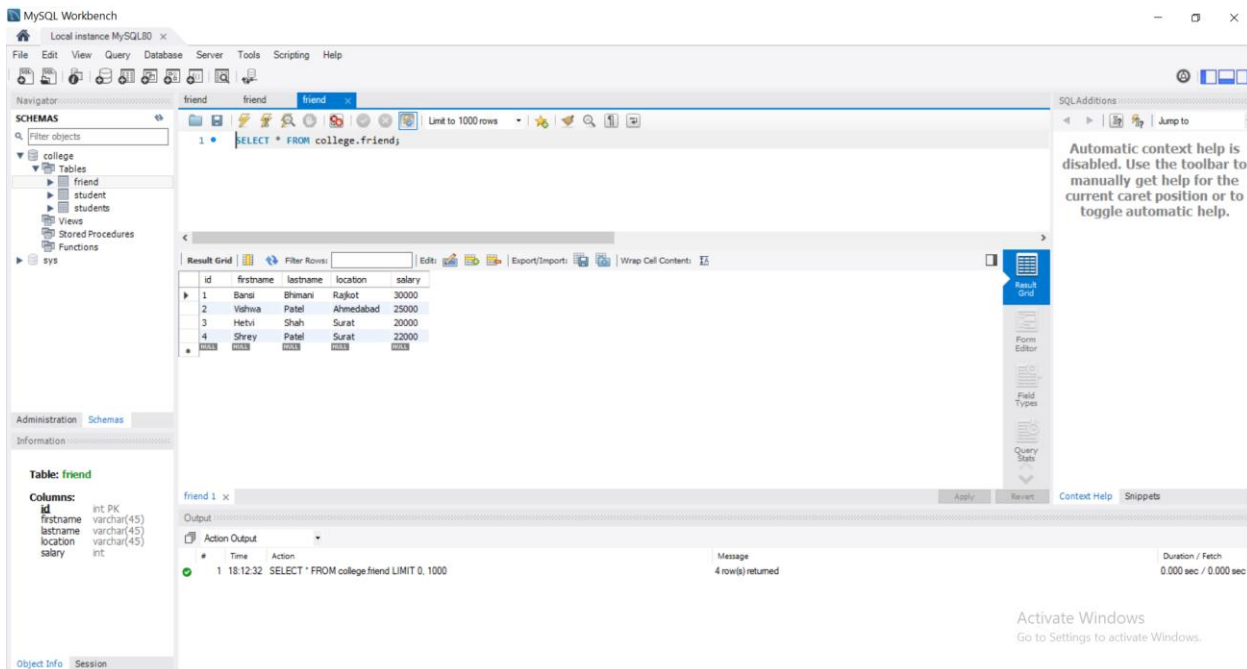 MySQL Workbench
Local instance MySQL80 ×
File Edit View Query Database Server Tools Scripting Help
Navigator
SCHEMAS
Filter objects
college
Tables
friend
student
students
Views
Stored Procedures
Functions
sys
Administration Schemas
Information
Table: friend
Columns:
id int PK
firstname varchar(45)
lastname varchar(45)
location varchar(45)
salary int
Object Info Session
friend friend friend ×
Limit to 1000 rows
1 SELECT * FROM college.friend;
Result Grid Filter Rows: Edit: Export/Import: Wrap Cell Content:
id firstname lastname location salary
1 Bansi Bhimani Rajkot 30000
2 Vishwa Patel Ahmedabad 25000
3 Hetvi Shah Surat 20000
4 Shrey Patel Surat 22000
NULL NULL NULL NULL NULL
Result Grid
Form Editor
Field Types
Query Stats
friend 1 × Apply Revert
Output
Action Output
# Time Action Message Duration / Fetch
1 18:12:32 SELECT * FROM college.friend LIMIT 0, 1000 4 row(s) returned 0.000 sec / 0.000 sec
SQLAdditions
Jump to
Automatic context help is
disabled. Use the toolbar to
manually get help for the
current caret position or to
toggle automatic help.
Context Help Snippets
Activate Windows
Go to Settings to activate Windows.